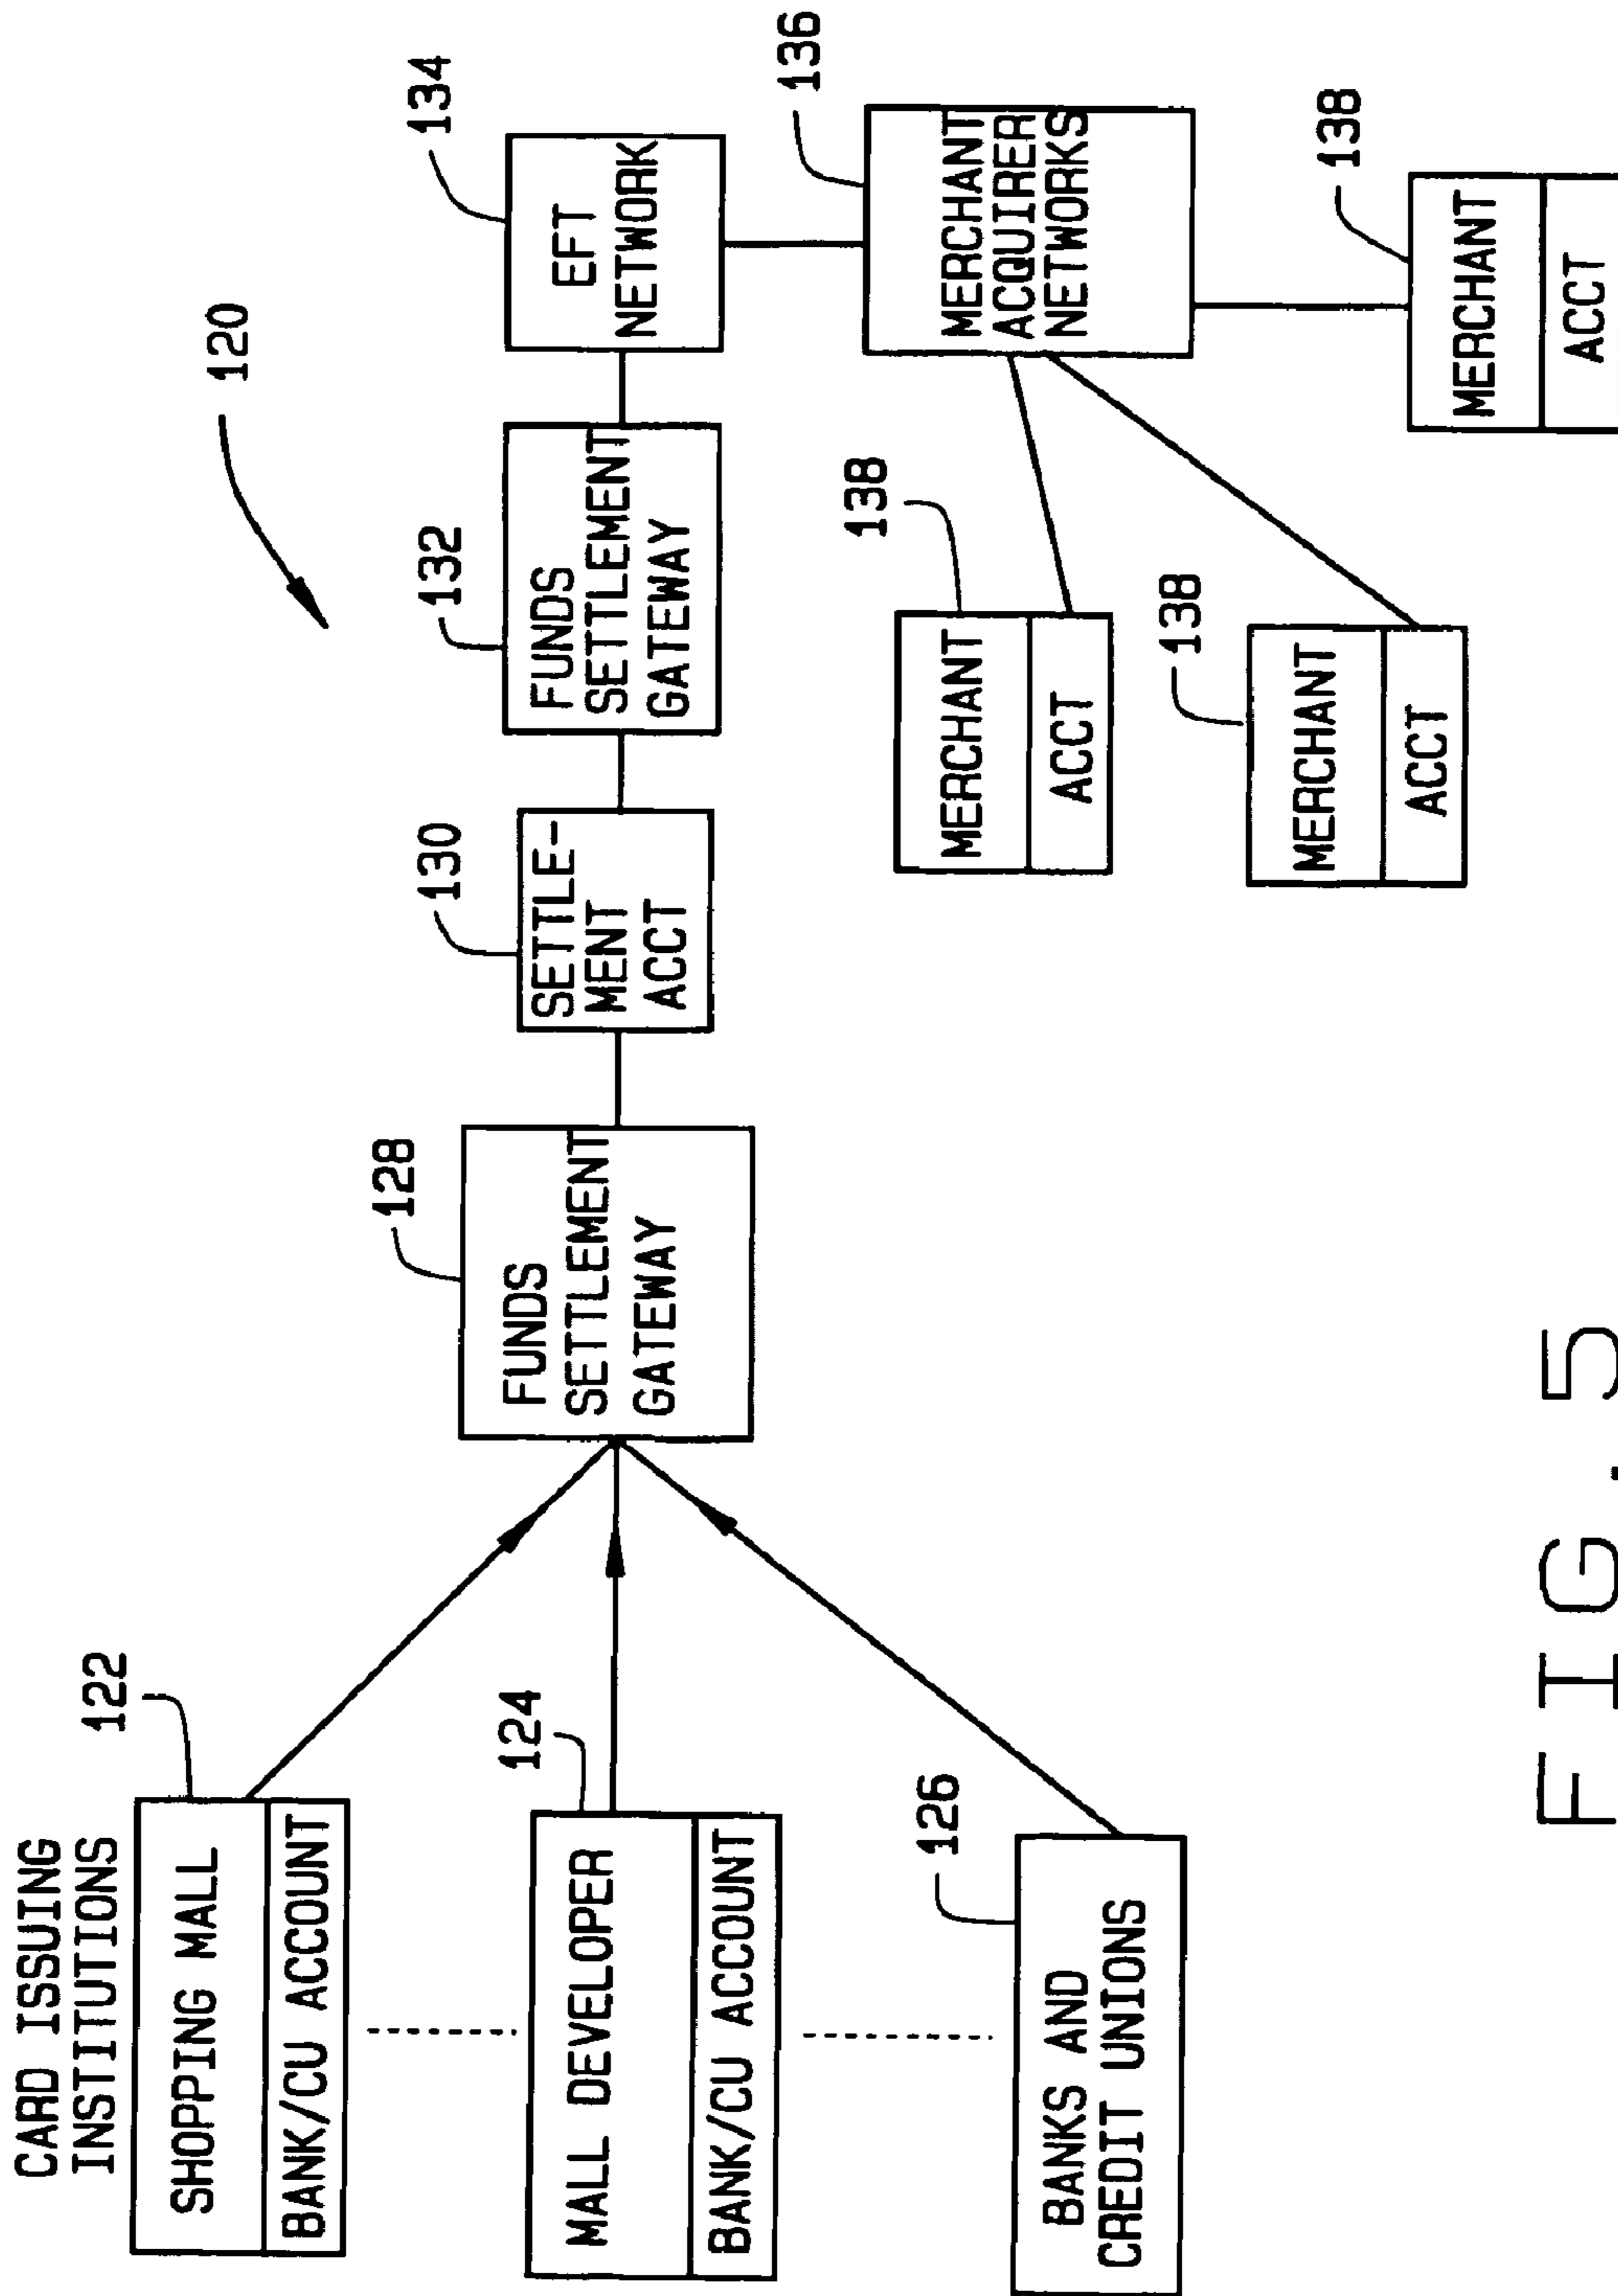 120
CARD ISSUING
INSTITUTIONS
122
SHOPPING MALL
BANK/CU ACCOUNT
124
MALL DEVELOPER
BANK/CU ACCOUNT
126
BANKS AND
CREDIT UNIONS
128
FUNDS
SETTLEMENT
GATEWAY
130
SETTLE-
MENT
ACCT
132
FUNDS
SETTLEMENT
GATEWAY
134
EFT
NETWORK
136
MERCHANT
ACQUIRER
NETWORKS
138
MERCHANT
ACCT
138
MERCHANT
ACCT
138
MERCHANT
ACCT
FIG.5